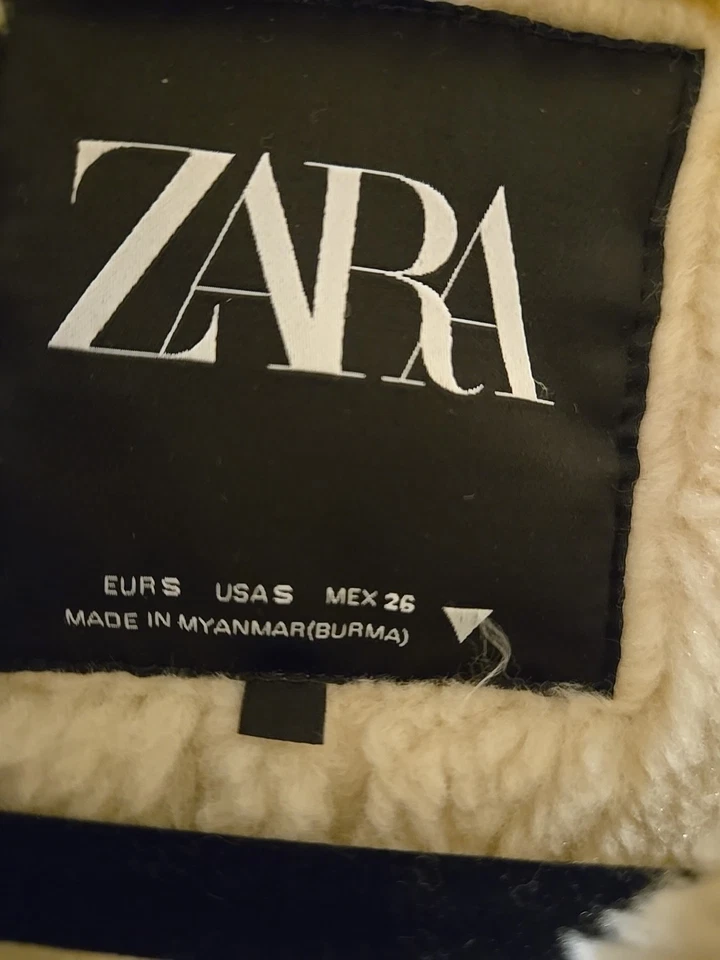 ZARA
EUR S USA S MEX 26
MADE IN MYANMAR(BURMA)